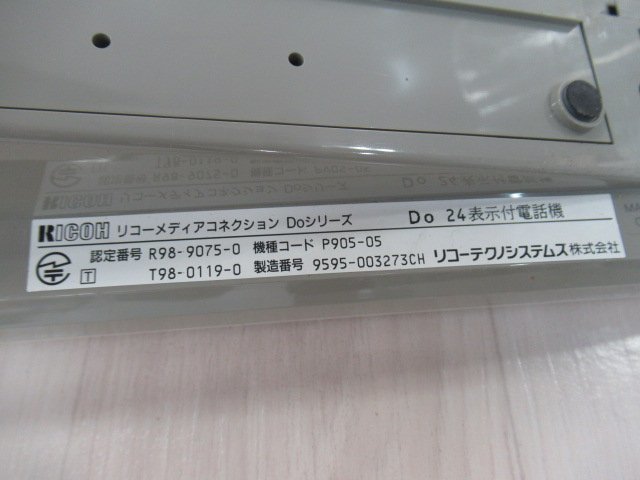 RICOH リコーメディアコネクション Doシリーズ Do 24表示付電話機
認定番号 R98-9075-0 機種コード P905-05
T T98-0119-0 製造番号 9595-003273CH リコーテクノシステムズ株式会社